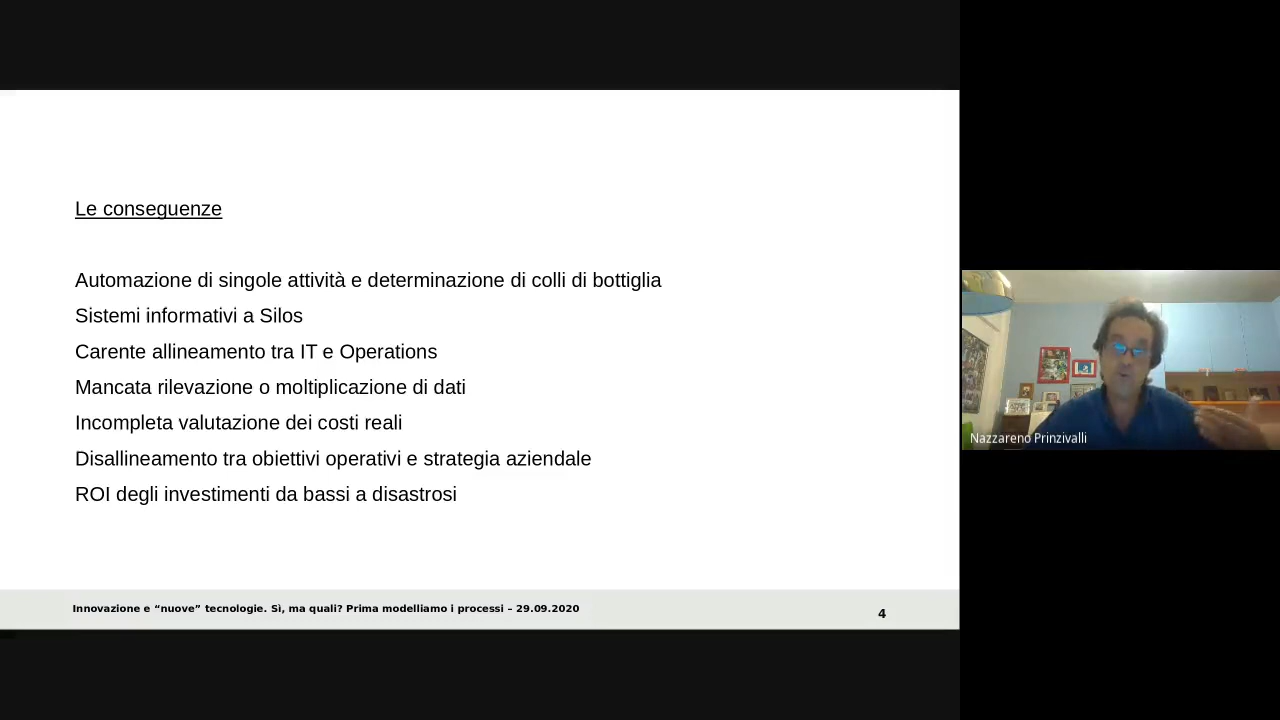 Le conseguenze
Automazione di singole attività e determinazione di colli di bottiglia
Sistemi informativi a Silos
Carente allineamento tra IT e Operations
Mancata rilevazione o moltiplicazione di dati
Incompleta valutazione dei costi reali
Disallineamento tra obiettivi operativi e strategia aziendale
ROI degli investimenti da bassi a disastrosi
Innovazione e “nuove” tecnologie. Sì, ma quali? Prima modelliamo i processi – 29.09.2020
4
Nazzareno Prinzivalli